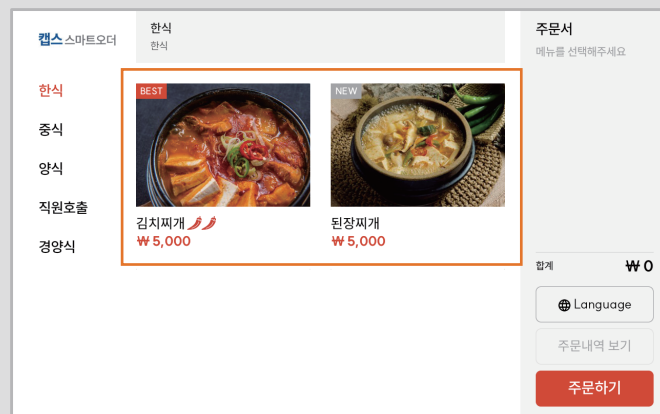 캡스 스마트오더
한식
중식
양식
직원호출
경양식
한식
한식
BEST
김치찌개
₩ 5,000
NEW
된장찌개
₩ 5,000
주문서
메뉴를 선택해주세요
합계 ₩ 0
Language
주문내역 보기
주문하기